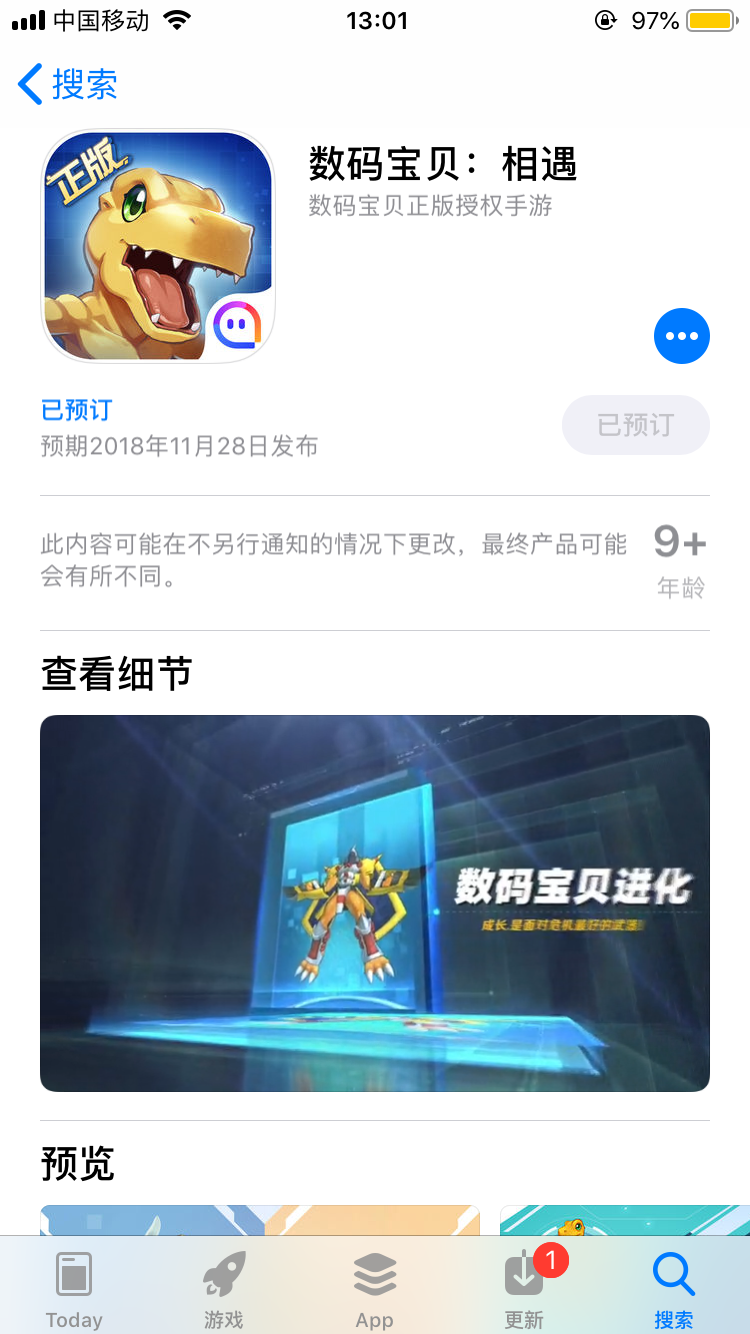 中国移动
13:01
97%
搜索
正版
数码宝贝：相遇
数码宝贝正版授权手游
已预订
预期2018年11月28日发布
已预订
此内容可能在不另行通知的情况下更改，最终产品可能
会有所不同。
9+
年龄
查看细节
数码宝贝进化
成长,是面对危机最好的武器
预览
1
Today
游戏
App
更新
搜索